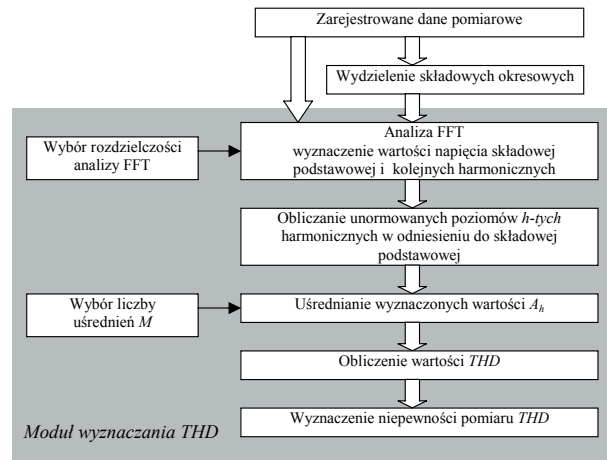 Zarejestrowane dane pomiarowe
Wydzielenie składowych okresowych
Wybór rozdzielczości
analizy FFT
Analiza FFT
wyznaczenie wartości napięcia składowej
podstawowej i kolejnych harmonicznych
Obliczanie unormowanych poziomów h-tych
harmonicznych w odniesieniu do składowej
podstawowej
Wybór liczby
uśrednień M
Uśrednianie wyznaczonych wartości Aₕ
Obliczenie wartości THD
Wyznaczenie niepewności pomiaru THD
Moduł wyznaczania THD